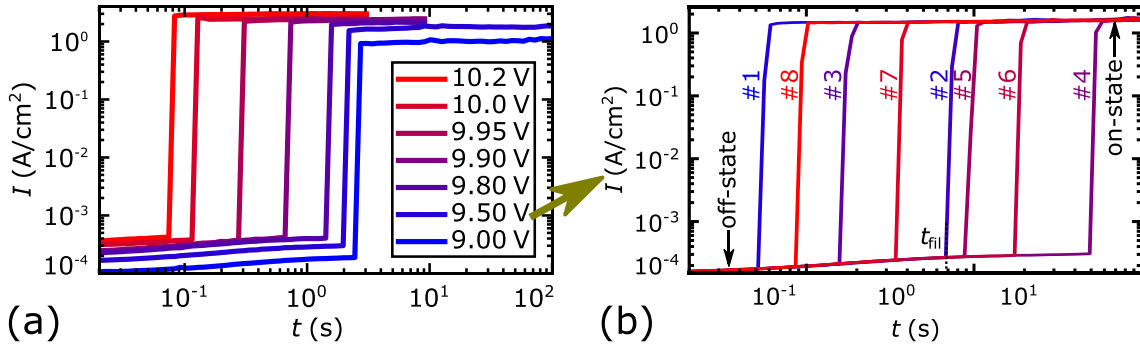 10⁰
10⁻¹
10⁻²
10⁻³
10⁻⁴
I (A/cm²)
10.2 V
10.0 V
9.95 V
9.90 V
9.80 V
9.50 V
9.00 V
10⁻¹
10⁰
10¹
10²
t (s)
(a)
10⁰
10⁻¹
10⁻²
10⁻³
10⁻⁴
I (A/cm²)
#1
#8
#3
#7
#2
#5
#6
#4
off-state
on-state
t_fil
10⁻¹
10⁰
10¹
t (s)
(b)